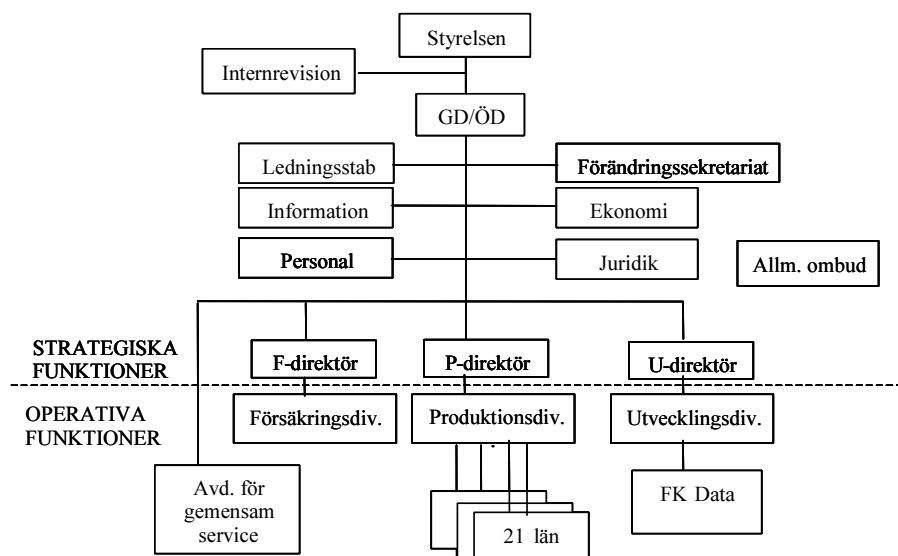 Styrelsen
Internrevision
GD/ÖD
Ledningsstab
Förändringssekretariat
Information
Ekonomi
Personal
Juridik
Allm. ombud
STRATEGISKA
FUNKTIONER
F-direktör
P-direktör
U-direktör
OPERATIVA
FUNKTIONER
Försäkringsdiv.
Produktionsdiv.
Utvecklingsdiv.
Avd. för
gemensam
service
21 län
FK Data